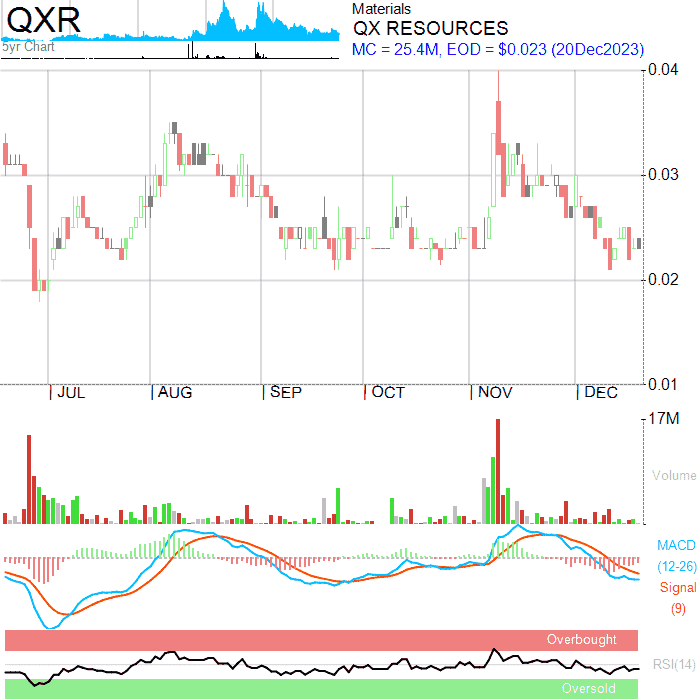 QXR
5yr Chart
Materials
QX RESOURCES
MC = 25.4M, EOD = $0.023 (20Dec2023)
0.04
0.03
0.02
0.01
JUL AUG SEP OCT NOV DEC
17M
Volume
MACD
(12-26)
Signal
(9)
Overbought
RSI(14)
Oversold